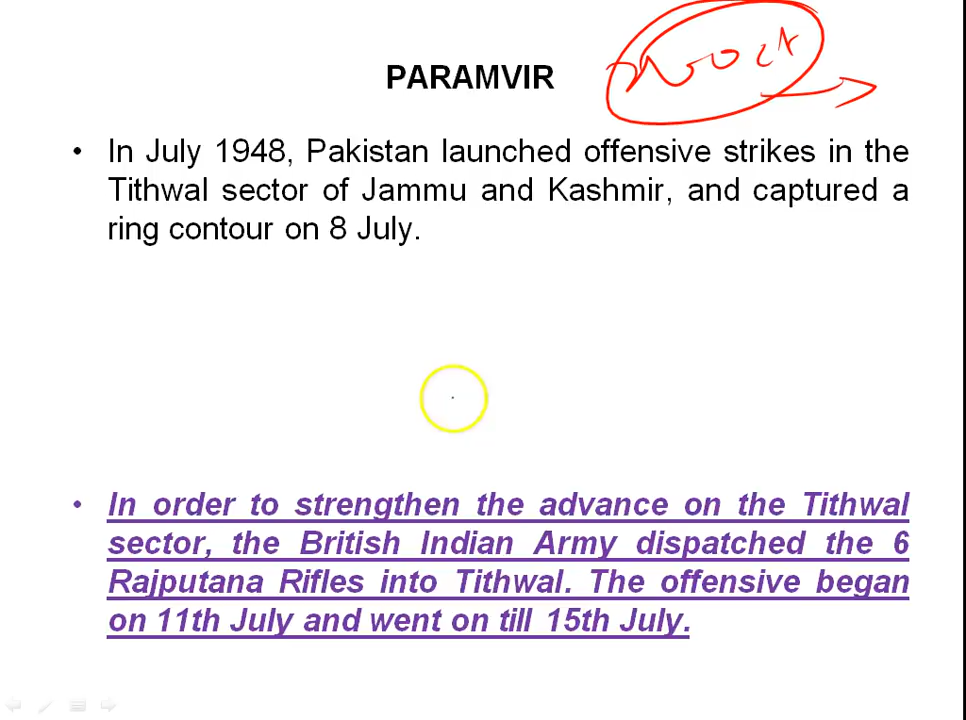 PARAMVIR
• In July 1948, Pakistan launched offensive strikes in the
Tithwal sector of Jammu and Kashmir, and captured a
ring contour on 8 July.
• In order to strengthen the advance on the Tithwal
sector, the British Indian Army dispatched the 6
Rajputana Rifles into Tithwal. The offensive began
on 11th July and went on till 15th July.